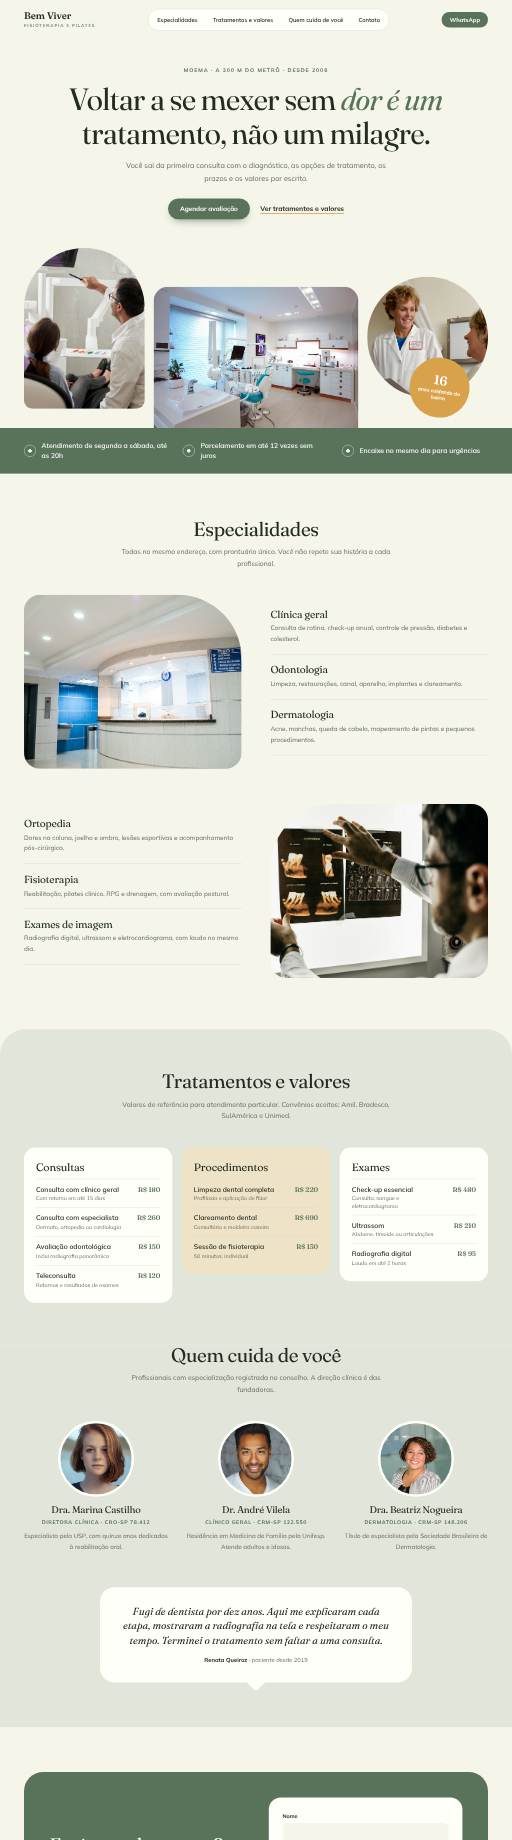 Bem Viver
FISIOTERAPIA E PILATES
Especialidades
Tratamentos e valores
Quem cuida de você
Contato
WhatsApp
MOEMA · A 200 M DO METRÔ · DESDE 2008
Voltar a se mexer sem dor é um
tratamento, não um milagre.
Você sai da primeira consulta com o diagnóstico, as opções de tratamento, os
prazos e os valores por escrito.
Agendar avaliação
Ver tratamentos e valores
16
anos cuidando do
bairro
Atendimento de segunda a sábado, até
as 20h
Parcelamento em até 12 vezes sem
juros
Encaixe no mesmo dia para urgências
Especialidades
Todas no mesmo endereço, com prontuário único. Você não repete sua história a cada
profissional.
Clínica geral
Consulta de rotina, check-up anual, controle de pressão, diabetes e
colesterol.
Odontologia
Limpeza, restaurações, canal, aparelho, implantes e clareamento.
Dermatologia
Acne, manchas, queda de cabelo, mapeamento de pintas e pequenos
procedimentos.
Ortopedia
Dores na coluna, joelho e ombro, lesões esportivas e acompanhamento
pós-cirúrgico.
Fisioterapia
Reabilitação, pilates clínico, RPG e drenagem, com avaliação postural.
Exames de imagem
Radiografia digital, ultrassom e eletrocardiograma, com laudo no mesmo
dia.
Tratamentos e valores
Valores de referência para atendimento particular. Convênios aceitos: Amil, Bradesco,
SulAmérica e Unimed.
Consultas
Consulta com clínico geral
R$ 180
Com retorno em até 15 dias
Consulta com especialista
R$ 260
Dermato, ortopedia ou cardiologia
Avaliação odontológica
R$ 150
Inclui radiografia panorâmica
Teleconsulta
R$ 120
Retornos e resultados de exames
Procedimentos
Limpeza dental completa
R$ 220
Profilaxia e aplicação de flúor
Clareamento dental
R$ 690
Consultório e moldeira caseira
Sessão de fisioterapia
R$ 130
50 minutos, individual
Exames
Check-up essencial
R$ 480
Consulta, sangue e
eletrocardiograma
Ultrassom
R$ 210
Abdome, tireoide ou articulações
Radiografia digital
R$ 95
Laudo em até 2 horas
Quem cuida de você
Profissionais com especialização registrada no conselho. A direção clínica é das
fundadoras.
Dra. Marina Castilho
DIRETORA CLÍNICA · CRO-SP 78.412
Especialista pela USP, com quinze anos dedicados
à reabilitação oral.
Dr. André Vilela
CLÍNICO GERAL · CRM-SP 122.550
Residência em Medicina de Família pela Unifesp.
Atende adultos e idosos.
Dra. Beatriz Nogueira
DERMATOLOGIA · CRM-SP 148.206
Título de especialista pela Sociedade Brasileira de
Dermatologia.
Fugi de dentista por dez anos. Aqui me explicaram cada
etapa, mostraram a radiografia na tela e respeitaram o meu
tempo. Terminei o tratamento sem faltar a uma consulta.
Renata Queiroz · paciente desde 2019
Nome